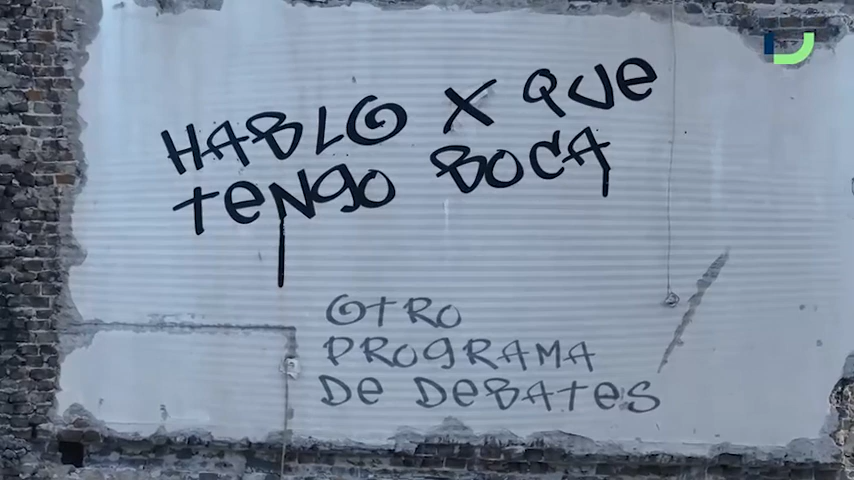 HABLO X QUE
TENGO BOCA
OTRO
PROGRAMA
DE DEBATES